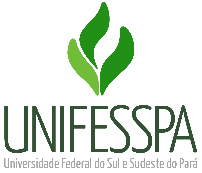 UNIFESSPA
Universidade Federal do Sul e Sudeste do Pará